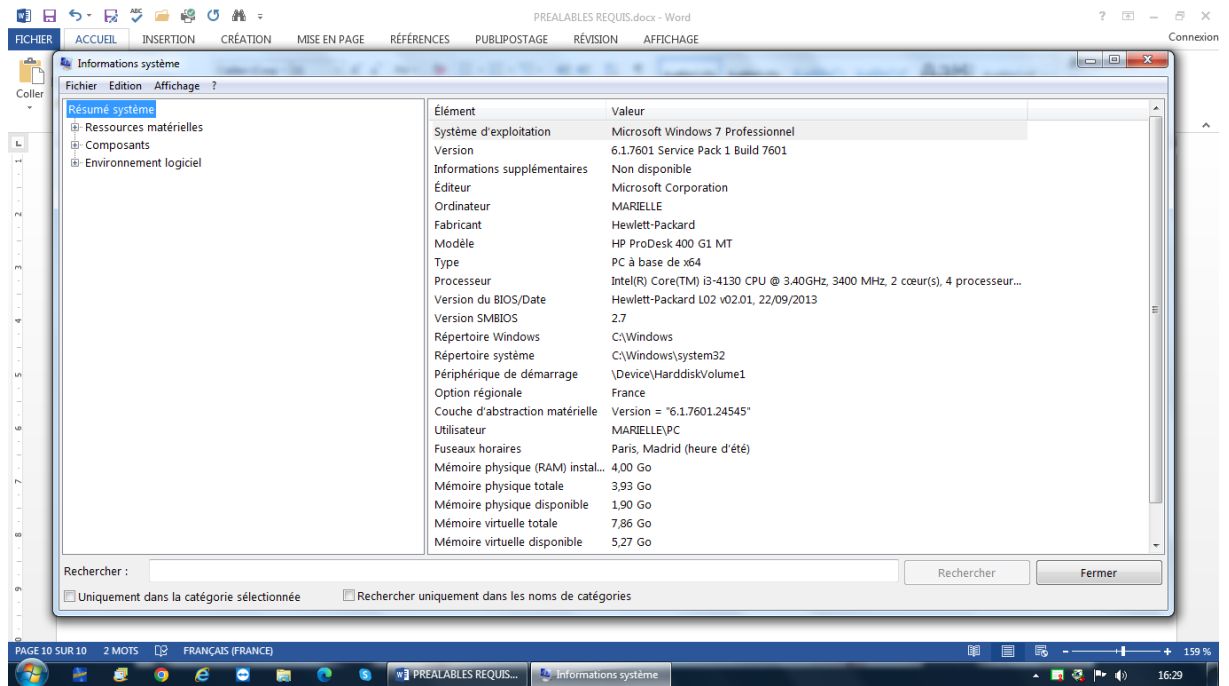 PREALABLES REQUIS.docx - Word
FICHIER ACCUEIL INSERTION CRÉATION MISE EN PAGE RÉFÉRENCES PUBLIPOSTAGE RÉVISION AFFICHAGE Connexion
Coller
Informations système
Fichier Edition Affichage ?
Résumé système
Ressources matérielles
Composants
Environnement logiciel
Élément Valeur
Système d'exploitation Microsoft Windows 7 Professionnel
Version 6.1.7601 Service Pack 1 Build 7601
Informations supplémentaires Non disponible
Éditeur Microsoft Corporation
Ordinateur MARIELLE
Fabricant Hewlett-Packard
Modèle HP ProDesk 400 G1 MT
Type PC à base de x64
Processeur Intel(R) Core(TM) i3-4130 CPU @ 3.40GHz, 3400 MHz, 2 cœur(s), 4 processeur...
Version du BIOS/Date Hewlett-Packard L02 v02.01, 22/09/2013
Version SMBIOS 2.7
Répertoire Windows C:\Windows
Répertoire système C:\Windows\system32
Périphérique de démarrage \Device\HarddiskVolume1
Option régionale France
Couche d'abstraction matérielle Version = "6.1.7601.24545"
Utilisateur MARIELLE\PC
Fuseaux horaires Paris, Madrid (heure d'été)
Mémoire physique (RAM) instal... 4,00 Go
Mémoire physique totale 3,93 Go
Mémoire physique disponible 1,90 Go
Mémoire virtuelle totale 7,86 Go
Mémoire virtuelle disponible 5,27 Go
Rechercher : Rechercher Fermer
Uniquement dans la catégorie sélectionnée Rechercher uniquement dans les noms de catégories
PAGE 10 SUR 10 2 MOTS FRANÇAIS (FRANCE) 159 %
PREALABLES REQUIS... Informations système 16:29